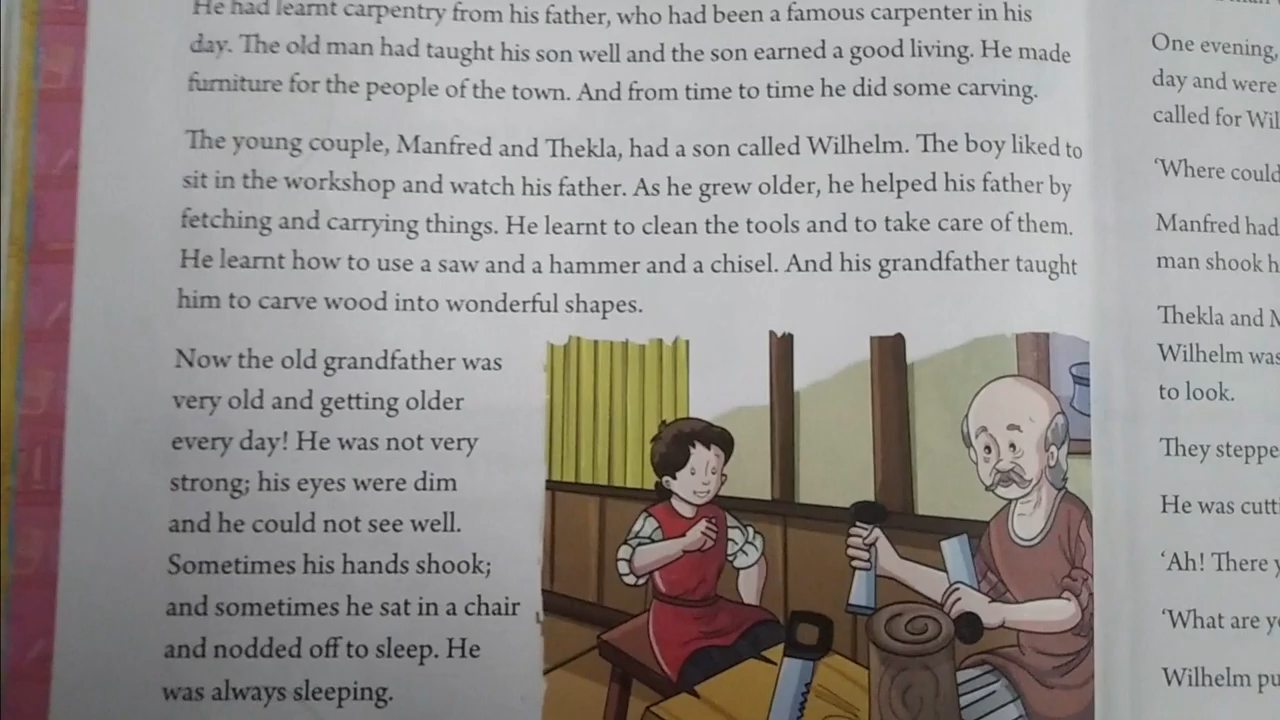 He had learnt carpentry from his father, who had been a famous carpenter in his
day. The old man had taught his son well and the son earned a good living. He made
furniture for the people of the town. And from time to time he did some carving.
The young couple, Manfred and Thekla, had a son called Wilhelm. The boy liked to
sit in the workshop and watch his father. As he grew older, he helped his father by
fetching and carrying things. He learnt to clean the tools and to take care of them.
He learnt how to use a saw and a hammer and a chisel. And his grandfather taught
him to carve wood into wonderful shapes.
Now the old grandfather was
very old and getting older
every day! He was not very
strong; his eyes were dim
and he could not see well.
Sometimes his hands shook;
and sometimes he sat in a chair
and nodded off to sleep. He
was always sleeping.
One evening,
day and were
called for
'Where could
Manfred had
man shook
Thekla and
Wilhelm was
to look.
They
He was
'Ah! There
'What are
Wilhelm